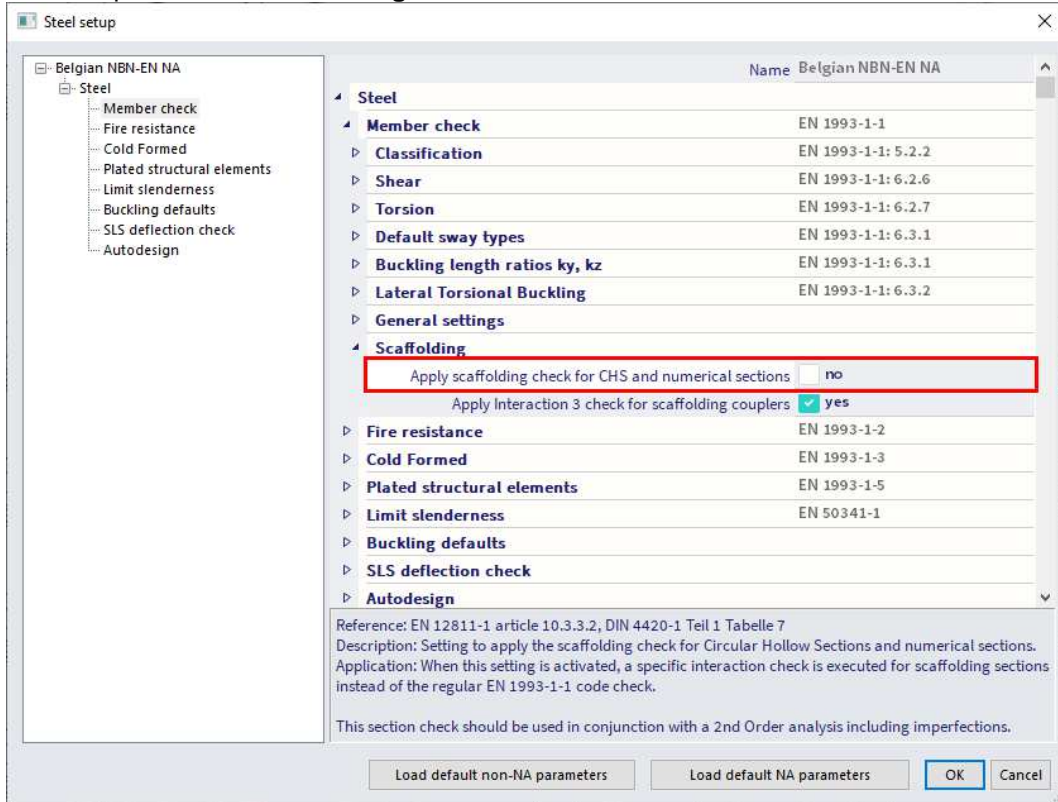 Steel setup
Belgian NBN-EN NA
Steel
Member check
Fire resistance
Cold Formed
Plated structural elements
Limit slenderness
Buckling defaults
SLS deflection check
Autodesign
Name Belgian NBN-EN NA
Steel
Member check EN 1993-1-1
Classification EN 1993-1-1: 5.2.2
Shear EN 1993-1-1: 6.2.6
Torsion EN 1993-1-1: 6.2.7
Default sway types EN 1993-1-1: 6.3.1
Buckling length ratios ky, kz EN 1993-1-1: 6.3.1
Lateral Torsional Buckling EN 1993-1-1: 6.3.2
General settings
Scaffolding
Apply scaffolding check for CHS and numerical sections no
Apply Interaction 3 check for scaffolding couplers yes
Fire resistance EN 1993-1-2
Cold Formed EN 1993-1-3
Plated structural elements EN 1993-1-5
Limit slenderness EN 50341-1
Buckling defaults
SLS deflection check
Autodesign
Reference: EN 12811-1 article 10.3.3.2, DIN 4420-1 Teil 1 Tabelle 7
Description: Setting to apply the scaffolding check for Circular Hollow Sections and numerical sections.
Application: When this setting is activated, a specific interaction check is executed for scaffolding sections
instead of the regular EN 1993-1-1 code check.
This section check should be used in conjunction with a 2nd Order analysis including imperfections.
Load default non-NA parameters Load default NA parameters OK Cancel